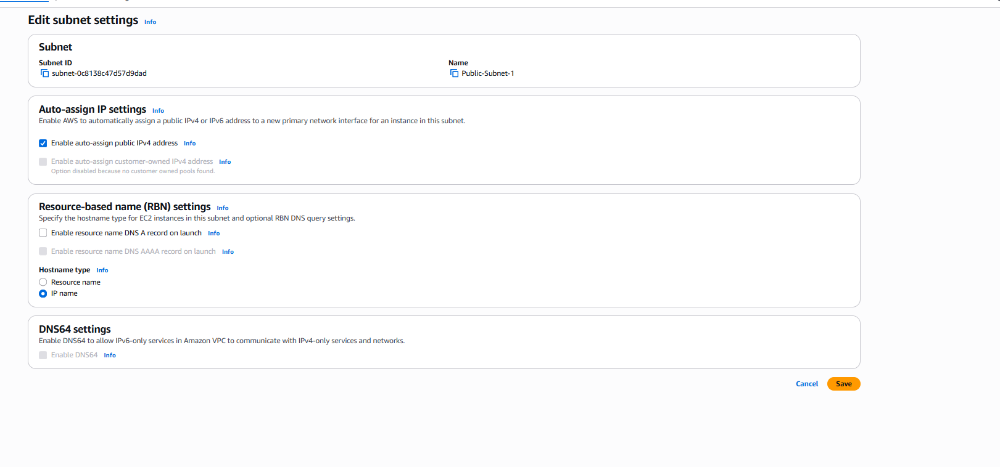 Edit subnet settings Info
Subnet
Subnet ID
subnet-0c8138c47d57d9dad
Name
Public-Subnet-1
Auto-assign IP settings Info
Enable AWS to automatically assign a public IPv4 or IPv6 address to a new primary network interface for an instance in this subnet.
Enable auto-assign public IPv4 address Info
Enable auto-assign customer-owned IPv4 address Info
Option disabled because no customer owned pools found.
Resource-based name (RBN) settings Info
Specify the hostname type for EC2 instances in this subnet and optional RBN DNS query settings.
Enable resource name DNS A record on launch Info
Enable resource name DNS AAAA record on launch Info
Hostname type Info
Resource name
IP name
DNS64 settings
Enable DNS64 to allow IPv6-only services in Amazon VPC to communicate with IPv4-only services and networks.
Enable DNS64 Info
Cancel Save